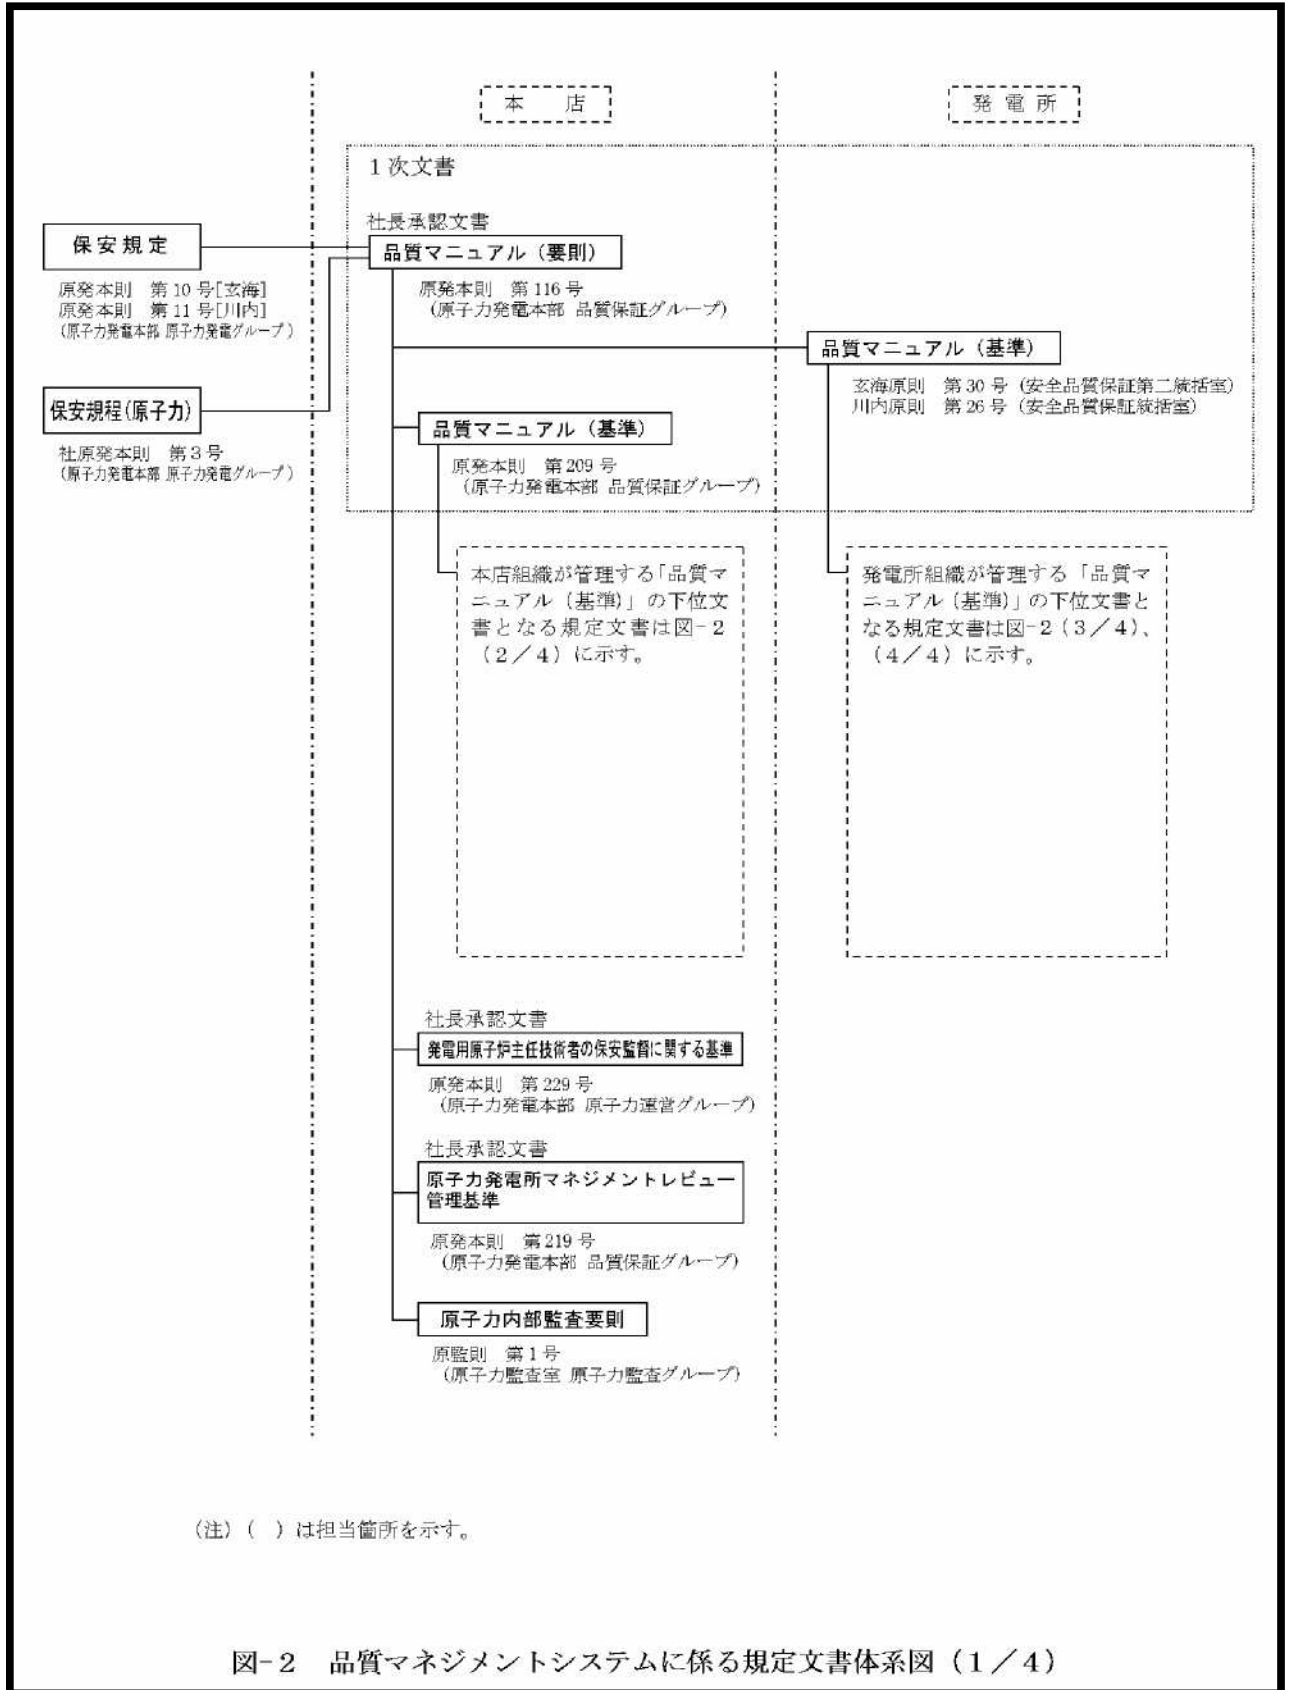 本　店
発 電 所
1 次文書
社長承認文書
保安規定
品質マニュアル（要則）
原発本則　第 10 号[玄海]
原発本則　第 11 号[川内]
(原子力発電本部 原子力発電グループ)
原発本則　第 116 号
（原子力発電本部 品質保証グループ）
品質マニュアル（基準）
玄海原則　第 30 号（安全品質保証第二統括室）
川内原則　第 26 号（安全品質保証統括室）
保安規程(原子力)
社原発本則　第 3 号
(原子力発電本部 原子力発電グループ)
品質マニュアル（基準）
原発本則　第 209 号
（原子力発電本部 品質保証グループ）
本店組織が管理する「品質マ
ニュアル（基準）」の下位文
書となる規定文書は図-２
（２／４）に示す。
発電所組織が管理する「品質マ
ニュアル（基準）」の下位文書と
なる規定文書は図-２（３／４）、
（４／４）に示す。
社長承認文書
発電用原子炉主任技術者の保安監督に関する基準
原発本則　第 229 号
（原子力発電本部 原子力運営グループ）
社長承認文書
原子力発電所マネジメントレビュー
管理基準
原発本則　第 219 号
（原子力発電本部 品質保証グループ）
原子力内部監査要則
原監則　第 1 号
（原子力監査室 原子力監査グループ）
（注）（　）は担当箇所を示す。
図-２　品質マネジメントシステムに係る規定文書体系図（１／４）